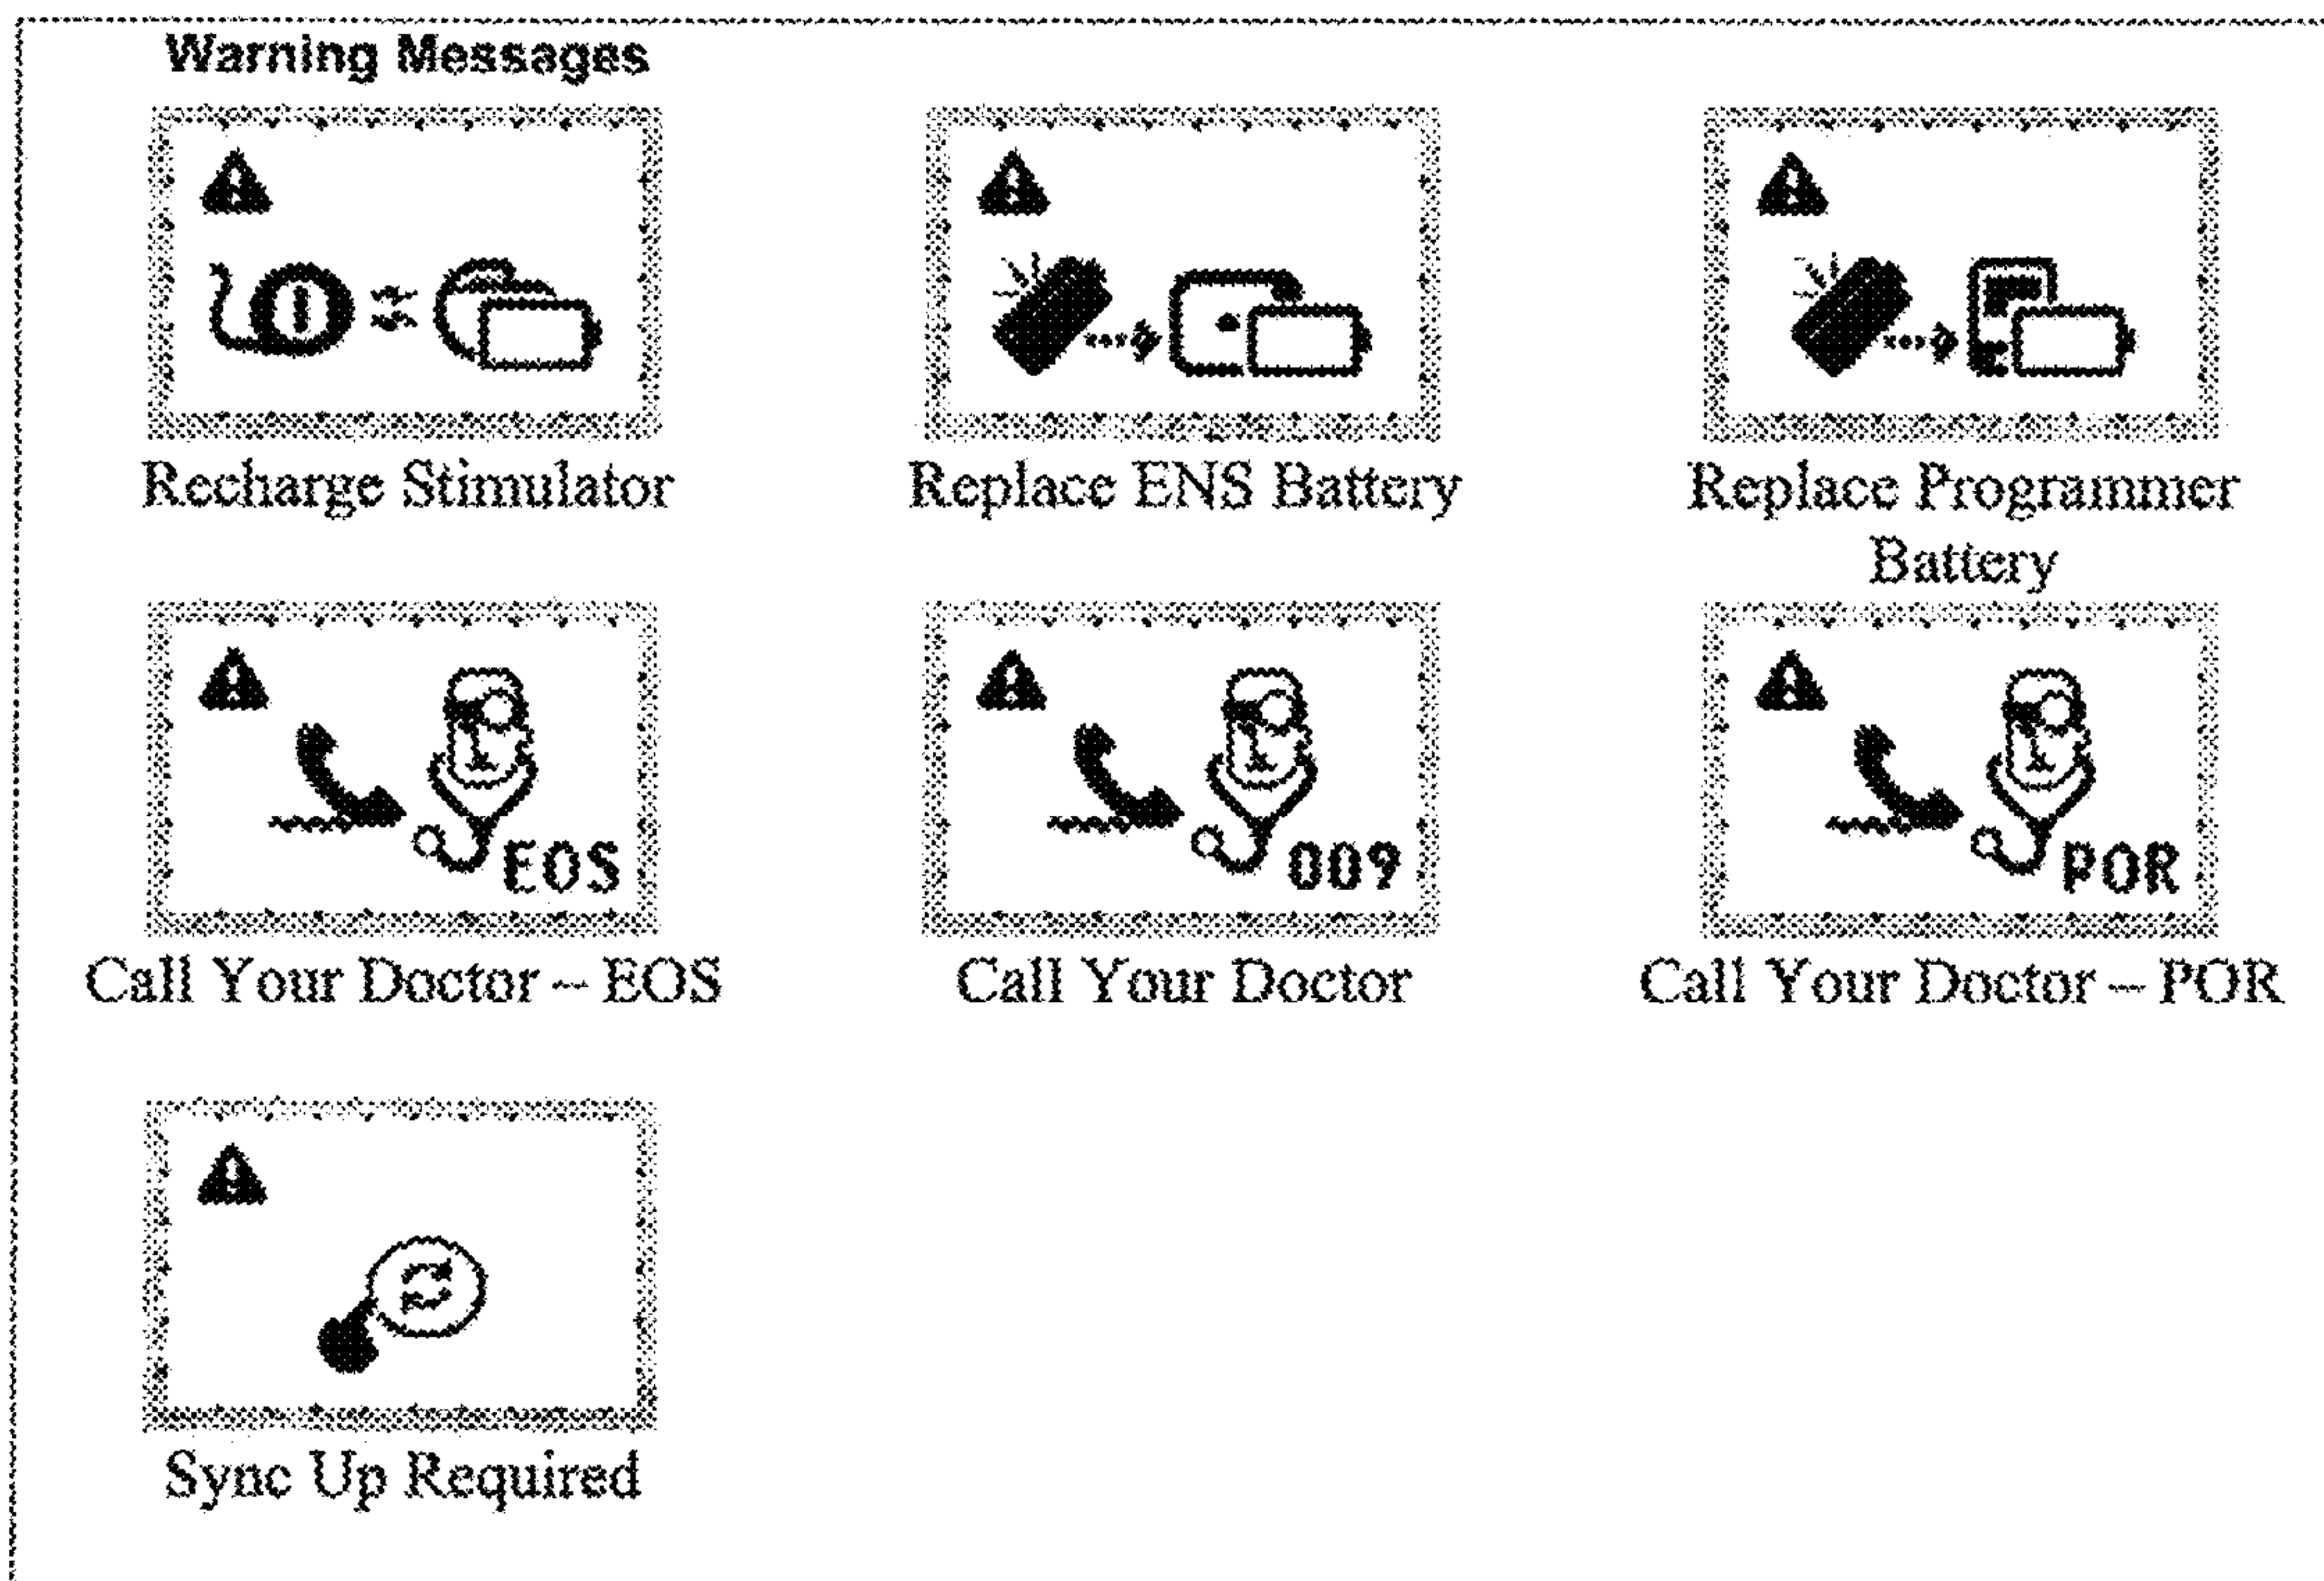 Warning Messages
Recharge Stimulator
Replace ENS Battery
Replace Programmer
Battery
EOS
009
POR
Call Your Doctor – EOS
Call Your Doctor
Call Your Doctor – POR
Sync Up Required